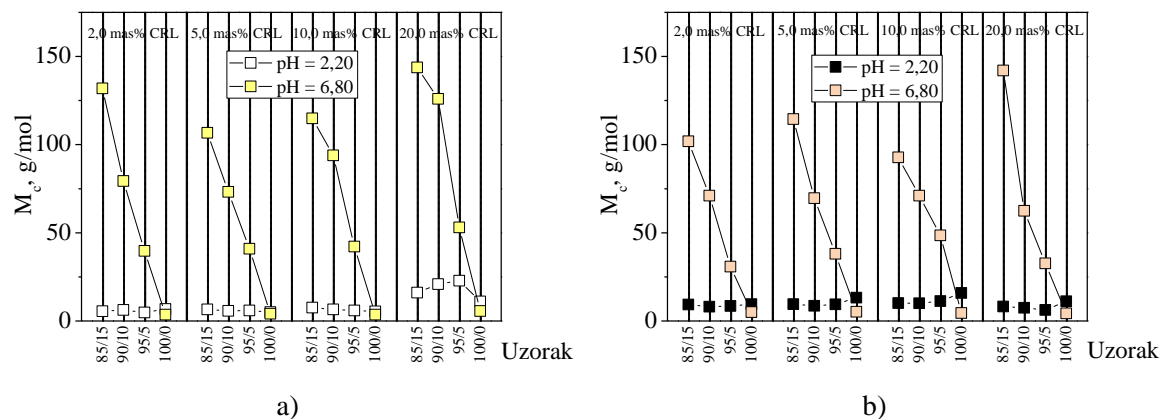 2,0 mas% CRL 5,0 mas% CRL 10,0 mas% CRL 20,0 mas% CRL
pH = 2,20
pH = 6,80
M_c, g/mol
150
100
50
0
85/15 90/10 95/5 100/0 85/15 90/10 95/5 100/0 85/15 90/10 95/5 100/0 85/15 90/10 95/5 100/0
Uzorak
a)
2,0 mas% CRL 5,0 mas% CRL 10,0 mas% CRL 20,0 mas% CRL
pH = 2,20
pH = 6,80
M_c, g/mol
150
100
50
0
85/15 90/10 95/5 100/0 85/15 90/10 95/5 100/0 85/15 90/10 95/5 100/0 85/15 90/10 95/5 100/0
Uzorak
b)